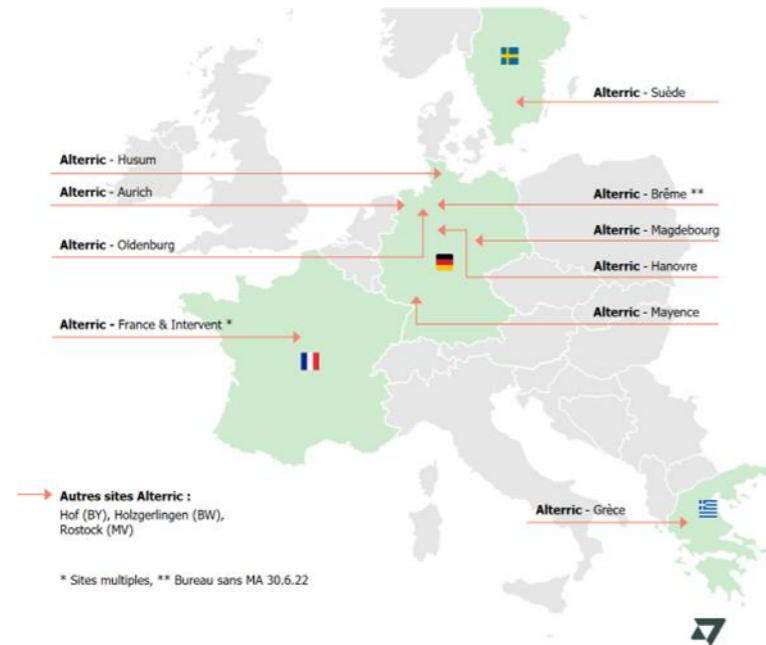 Alterric - Suède
Alterric - Husum
Alterric - Aurich
Alterric - Brême **
Alterric - Magdebourg
Alterric - Oldenburg
Alterric - Hanovre
Alterric - Mayence
Alterric - France & Intervent *
Autres sites Alterric :
Hof (BY), Holzgerlingen (BW),
Rostock (MV)
Alterric - Grèce
* Sites multiples, ** Bureau sans MA 30.6.22